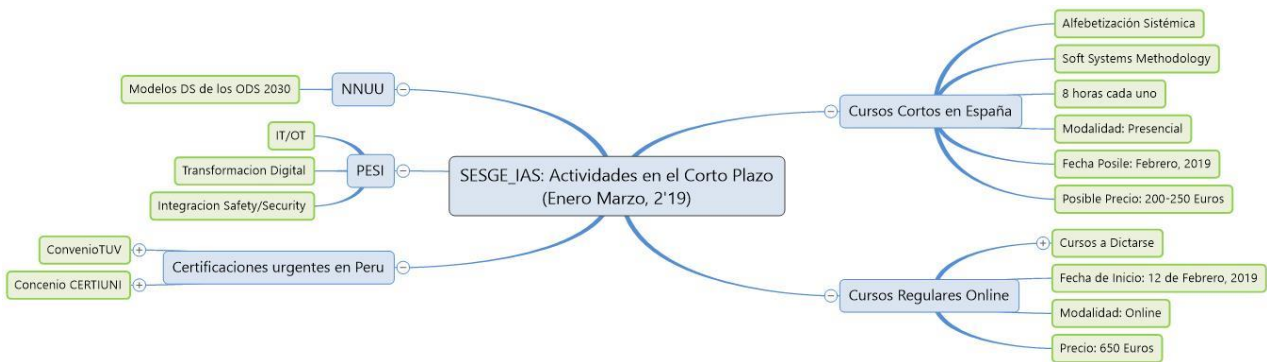 SESGE_IAS: Actividades en el Corto Plazo
(Enero Marzo, 2'19)
NNUU
Modelos DS de los ODS 2030
PESI
IT/OT
Transformacion Digital
Integracion Safety/Security
Certificaciones urgentes en Peru
ConvenioTUV
Concenio CERTIUNI
Cursos Cortos en España
Alfebetización Sistémica
Soft Systems Methodology
8 horas cada uno
Modalidad: Presencial
Fecha Posile: Febrero, 2019
Posible Precio: 200-250 Euros
Cursos Regulares Online
Cursos a Dictarse
Fecha de Inicio: 12 de Febrero, 2019
Modalidad: Online
Precio: 650 Euros